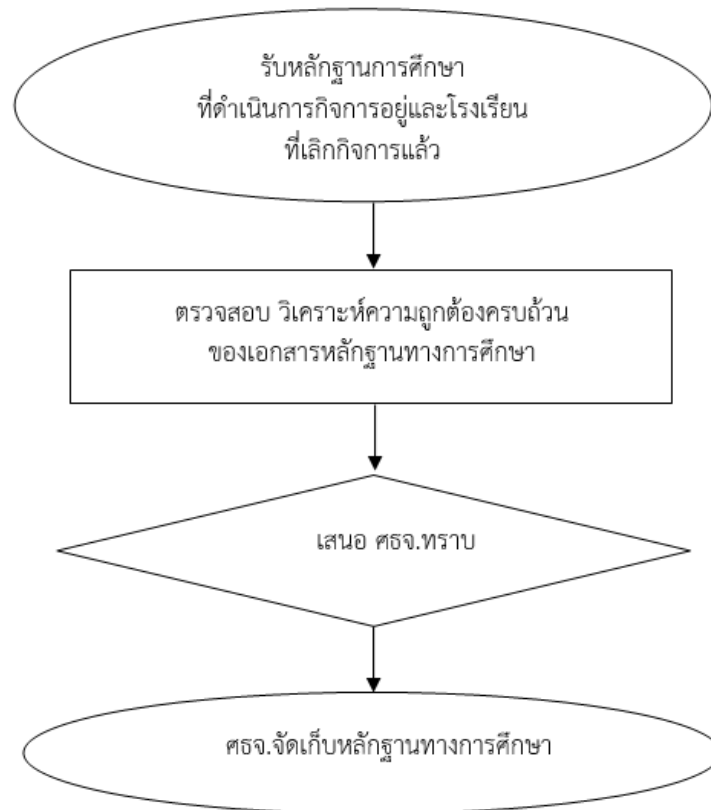 รับหลักฐานการศึกษา
ที่ดำเนินการกิจการอยู่และโรงเรียน
ที่เลิกกิจการแล้ว
ตรวจสอบ วิเคราะห์ความถูกต้องครบถ้วน
ของเอกสารหลักฐานทางการศึกษา
เสนอ ศธจ.ทราบ
ศธจ.จัดเก็บหลักฐานทางการศึกษา